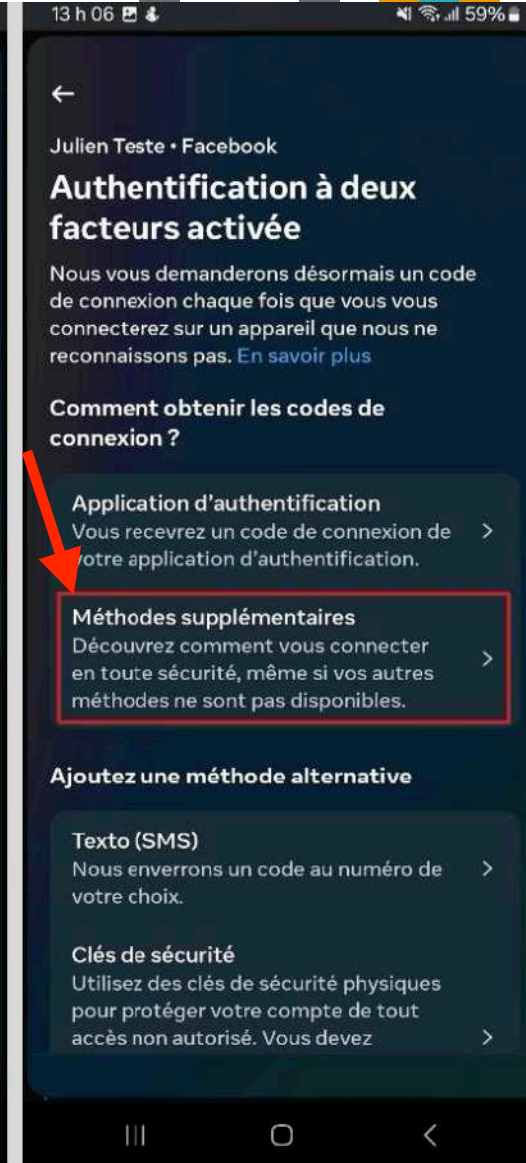 13 h 06
59%
Julien Teste • Facebook
Authentification à deux
facteurs activée
Nous vous demanderons désormais un code
de connexion chaque fois que vous vous
connecterez sur un appareil que nous ne
reconnaissons pas. En savoir plus
Comment obtenir les codes de
connexion ?
Application d'authentification
Vous recevrez un code de connexion de
votre application d'authentification.
Méthodes supplémentaires
Découvrez comment vous connecter
en toute sécurité, même si vos autres
méthodes ne sont pas disponibles.
Ajoutez une méthode alternative
Texto (SMS)
Nous enverrons un code au numéro de
votre choix.
Clés de sécurité
Utilisez des clés de sécurité physiques
pour protéger votre compte de tout
accès non autorisé. Vous devez